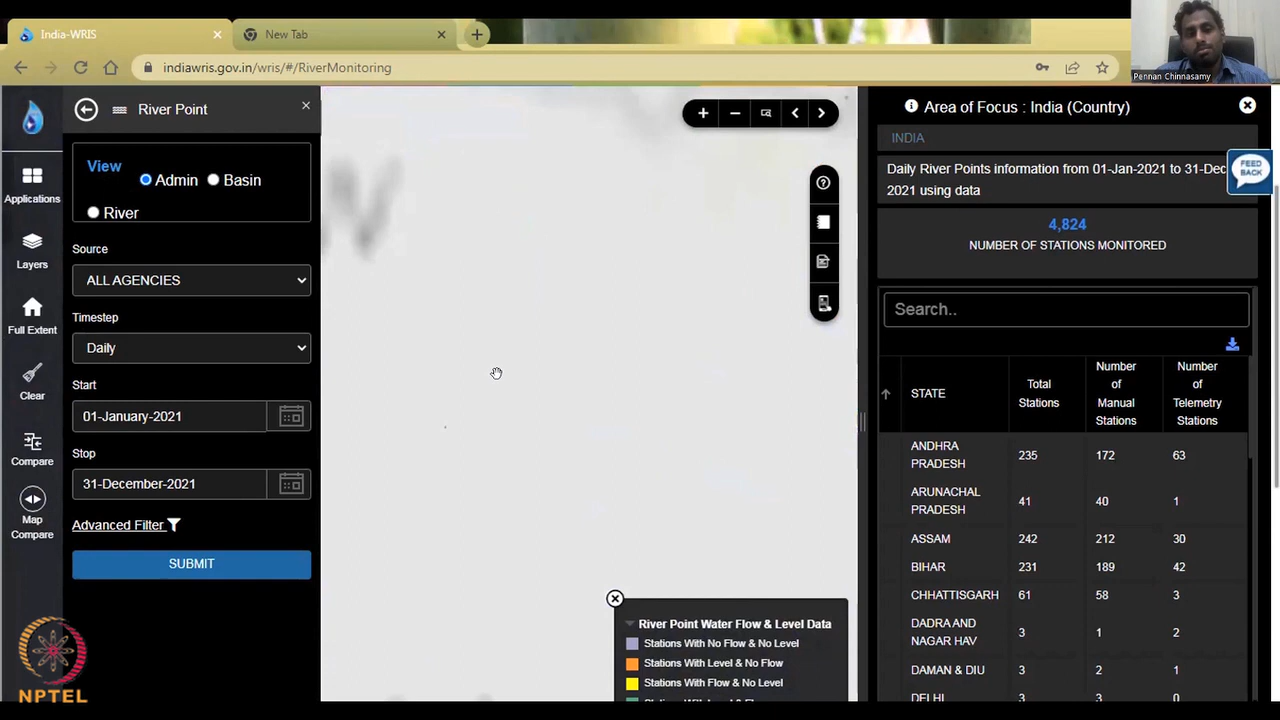 India-WRIS
New Tab
indiawris.gov.in/wris/#/RiverMonitoring
Pennan Chinnasamy
River Point
View
Admin
Basin
River
Source
ALL AGENCIES
Timestep
Daily
Start
01-January-2021
Stop
31-December-2021
Advanced Filter
SUBMIT
Applications
Layers
Full Extent
Clear
Compare
Map
Compare
NPTEL
River Point Water Flow & Level Data
Stations With No Flow & No Level
Stations With Level & No Flow
Stations With Flow & No Level
Area of Focus : India (Country)
INDIA
Daily River Points information from 01-Jan-2021 to 31-Dec
2021 using data
FEED
BACK
4,824
NUMBER OF STATIONS MONITORED
Search..
STATE
Total
Stations
Number
of
Manual
Stations
Number
of
Telemetry
Stations
ANDHRA
PRADESH
235 172 63
ARUNACHAL
PRADESH
41 40 1
ASSAM 242 212 30
BIHAR 231 189 42
CHHATTISGARH 61 58 3
DADRA AND
NAGAR HAV
3 1 2
DAMAN & DIU 3 2 1
DELHI 3 3 0